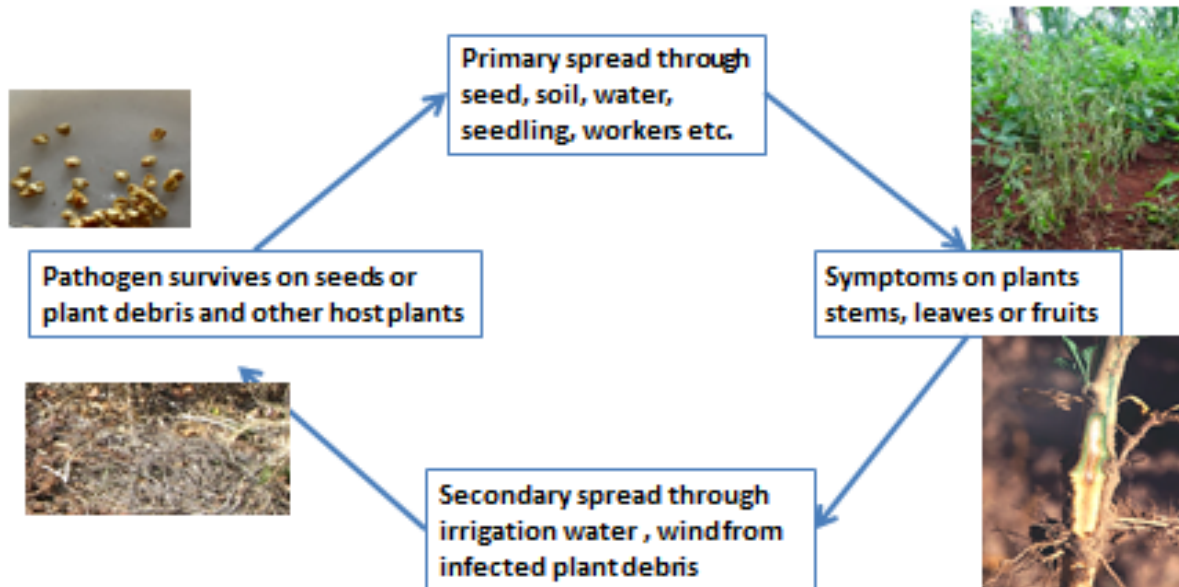 Primary spread through
seed, soil, water,
seedling, workers etc.
Pathogen survives on seeds or
plant debris and other host plants
Symptoms on plants
stems, leaves or fruits
Secondary spread through
irrigation water , wind from
infected plant debris